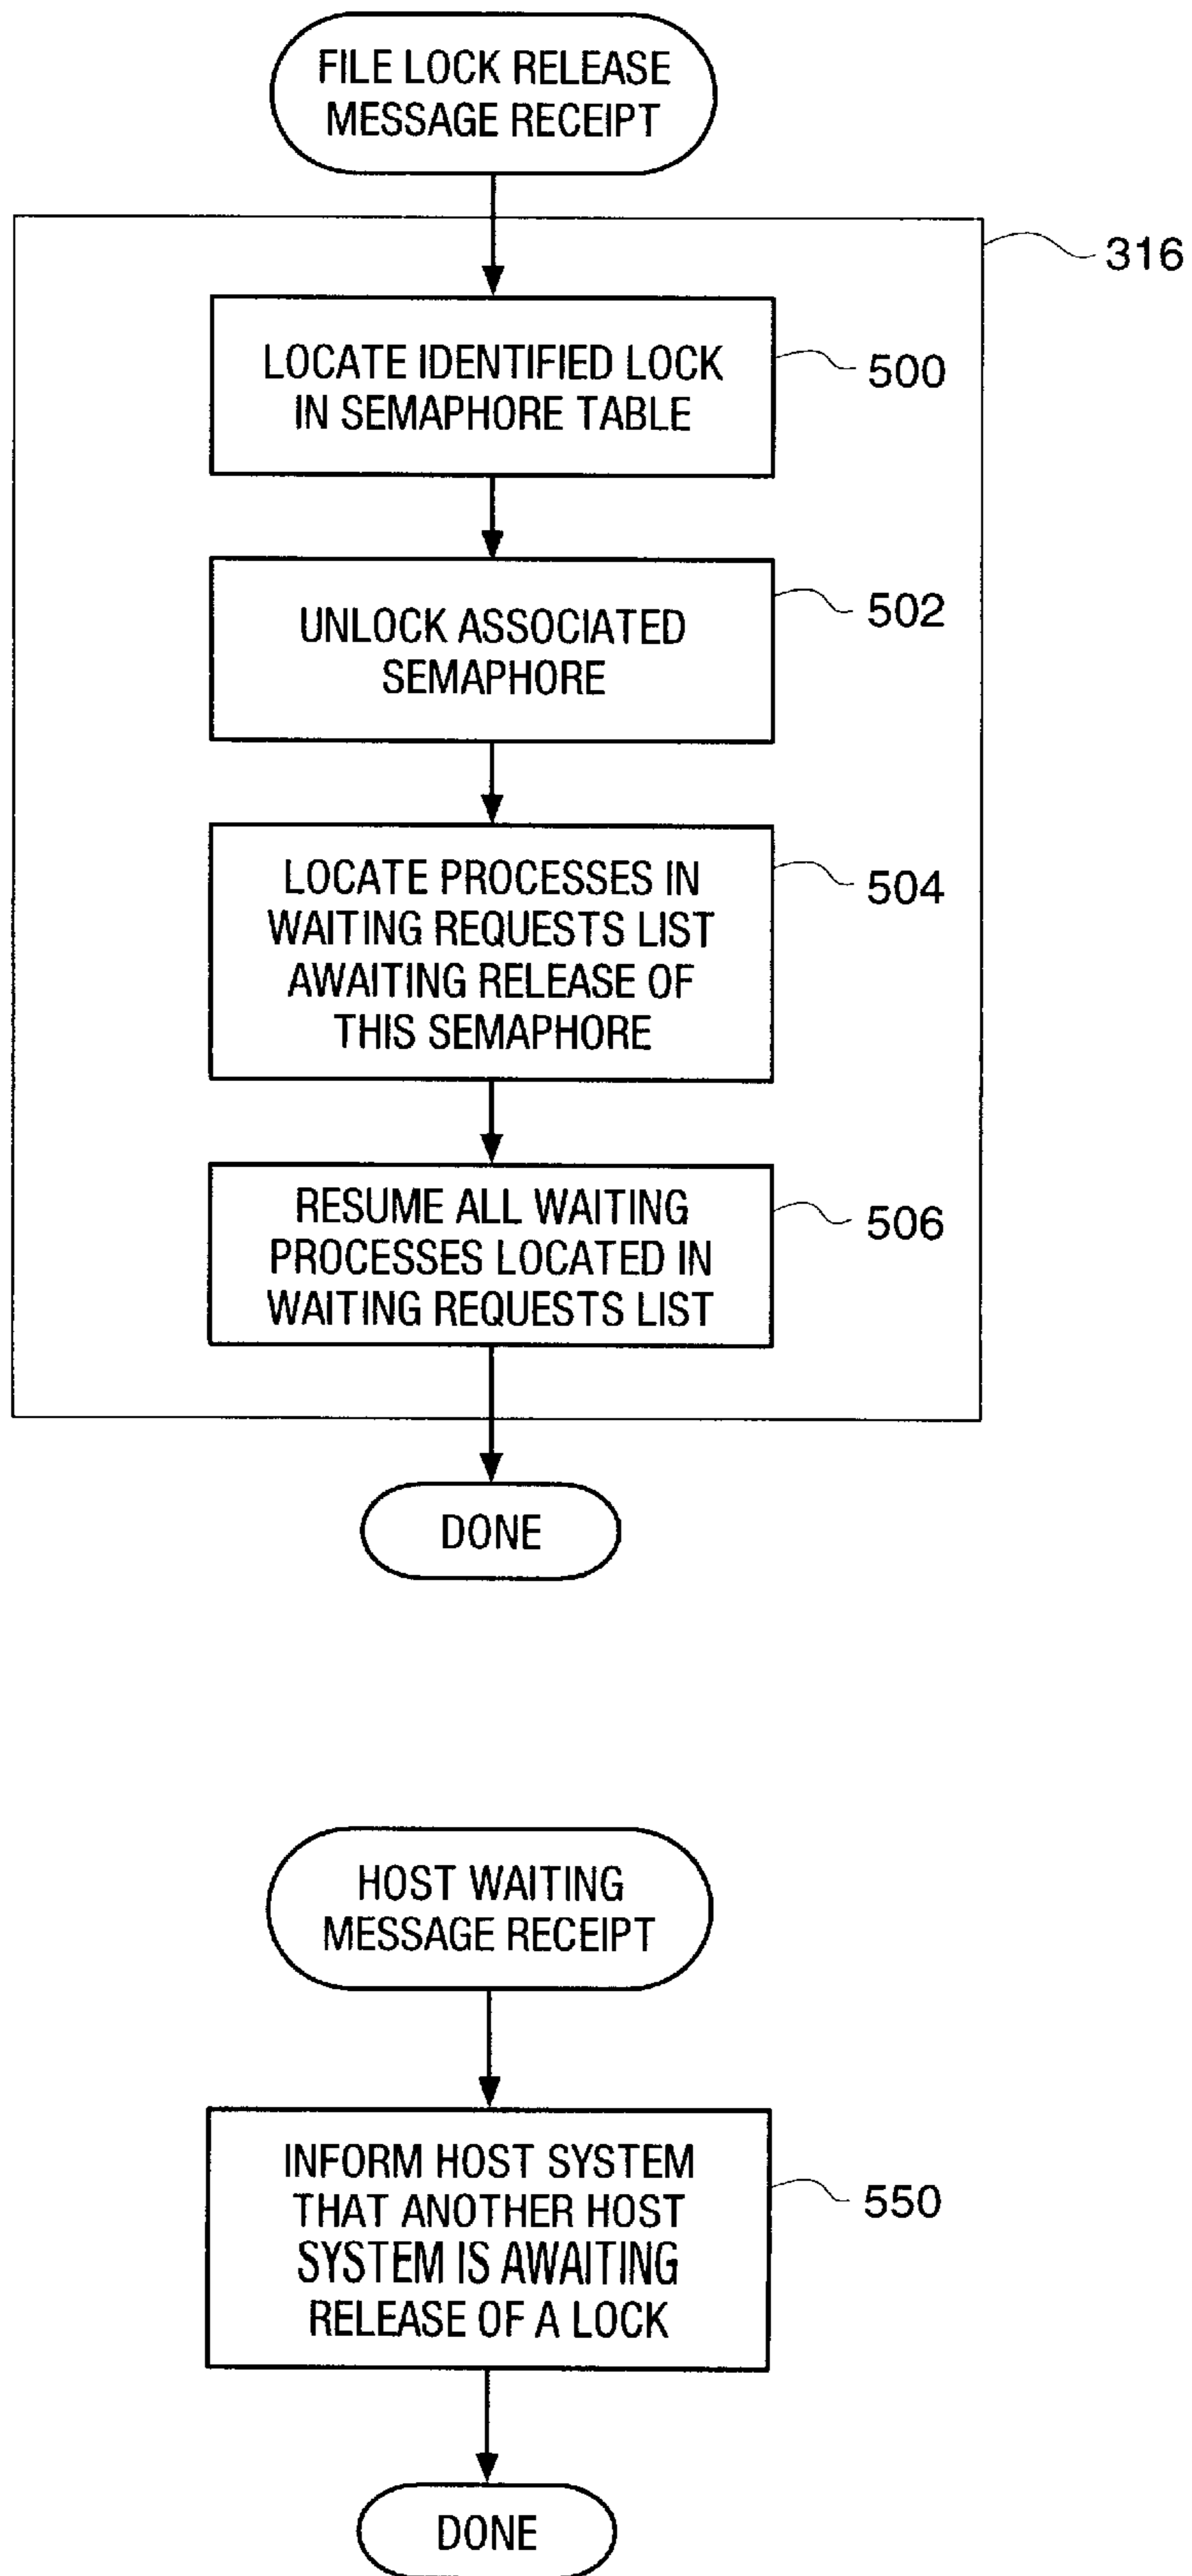 FILE LOCK RELEASE
MESSAGE RECEIPT
316
LOCATE IDENTIFIED LOCK
IN SEMAPHORE TABLE
500
UNLOCK ASSOCIATED
SEMAPHORE
502
LOCATE PROCESSES IN
WAITING REQUESTS LIST
AWAITING RELEASE OF
THIS SEMAPHORE
504
RESUME ALL WAITING
PROCESSES LOCATED IN
WAITING REQUESTS LIST
506
DONE
HOST WAITING
MESSAGE RECEIPT
INFORM HOST SYSTEM
THAT ANOTHER HOST
SYSTEM IS AWAITING
RELEASE OF A LOCK
550
DONE